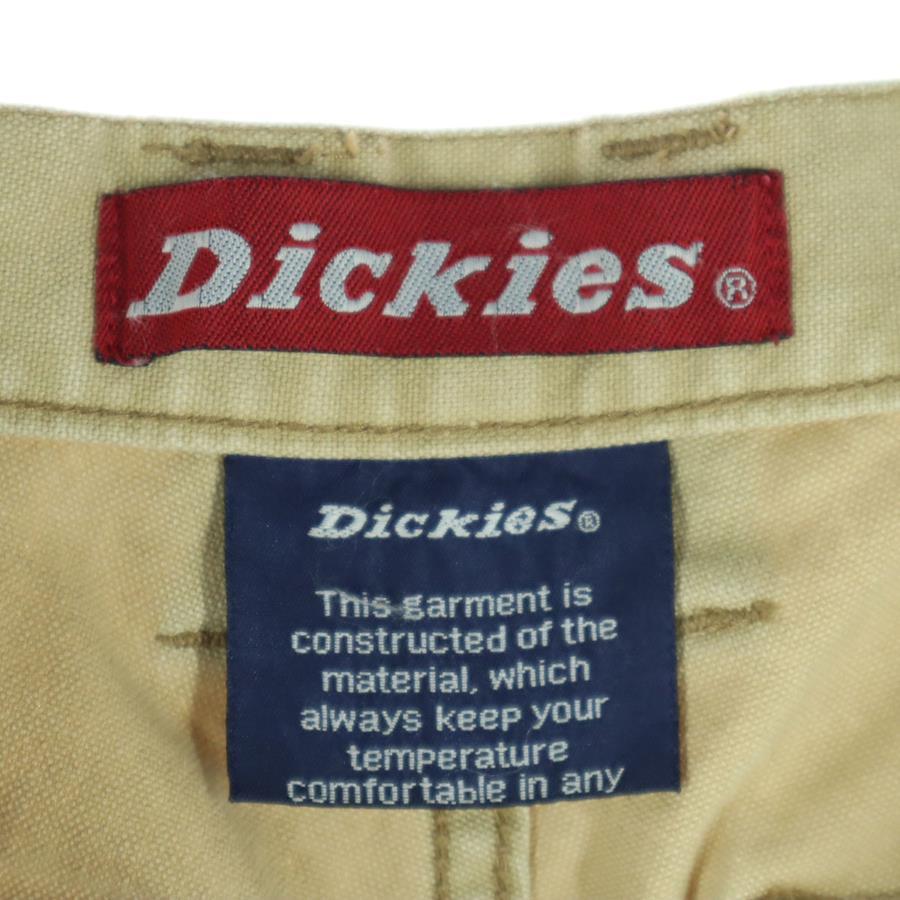 Dickies®
Dickies®
This garment is
constructed of the
material, which
always keep your
temperature
comfortable in any